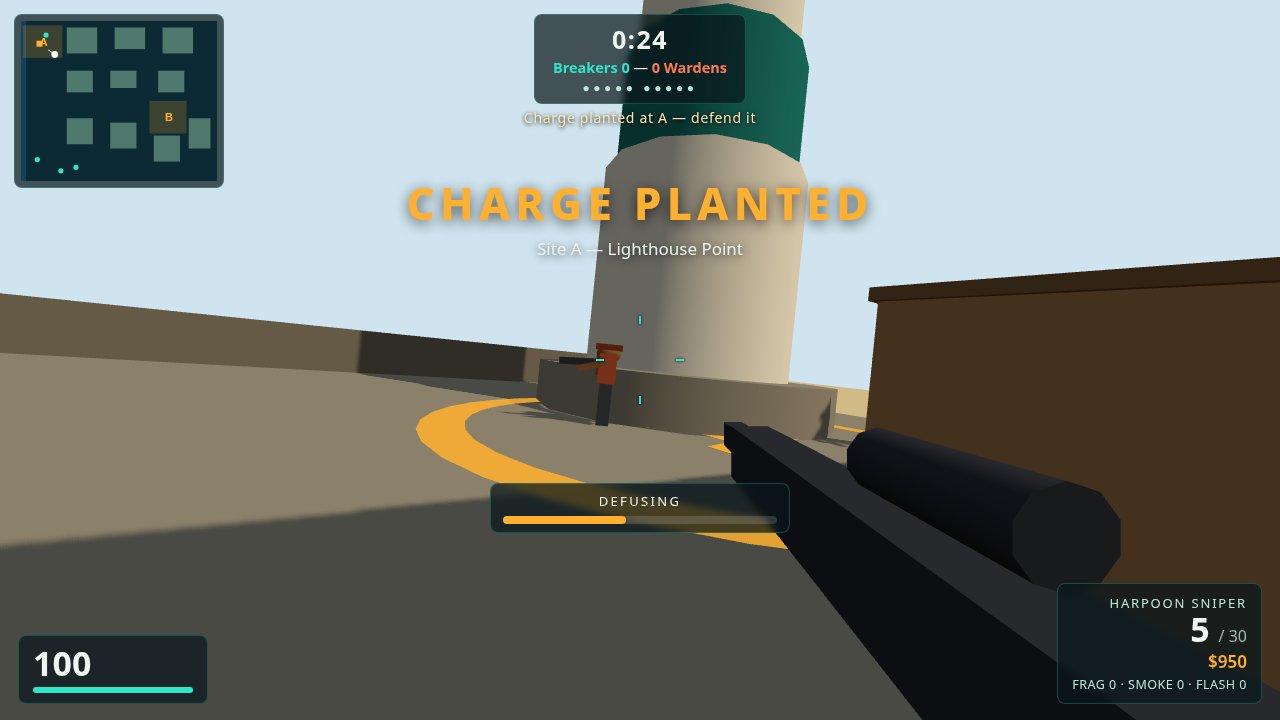 A
B
0:24
Breakers 0 — 0 Wardens
Charge planted at A — defend it
CHARGE PLANTED
Site A — Lighthouse Point
DEFUSING
100
HARPOON SNIPER
5 / 30
$950
FRAG 0 · SMOKE 0 · FLASH 0